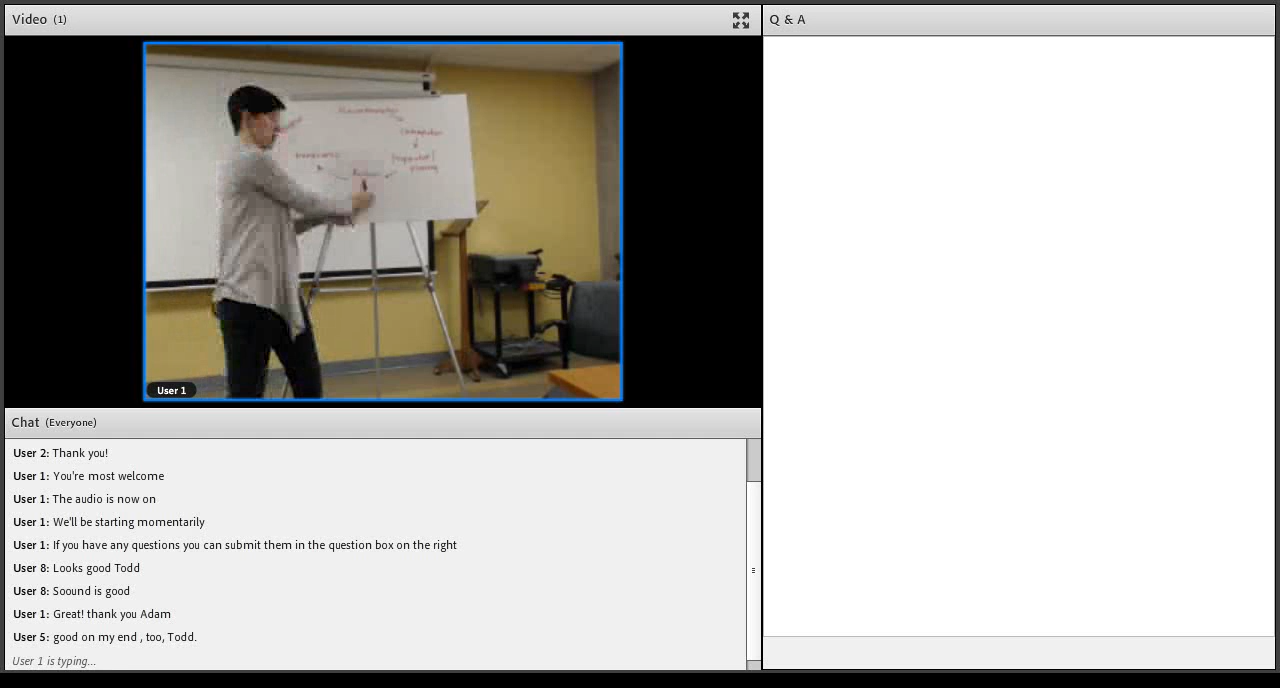 Video (1)
Q & A
User 1
Chat (Everyone)
User 2: Thank you!
User 1: You're most welcome
User 1: The audio is now on
User 1: We'll be starting momentarily
User 1: If you have any questions you can submit them in the question box on the right
User 8: Looks good Todd
User 8: Soound is good
User 1: Great! thank you Adam
User 5: good on my end , too, Todd.
User 1 is typing...